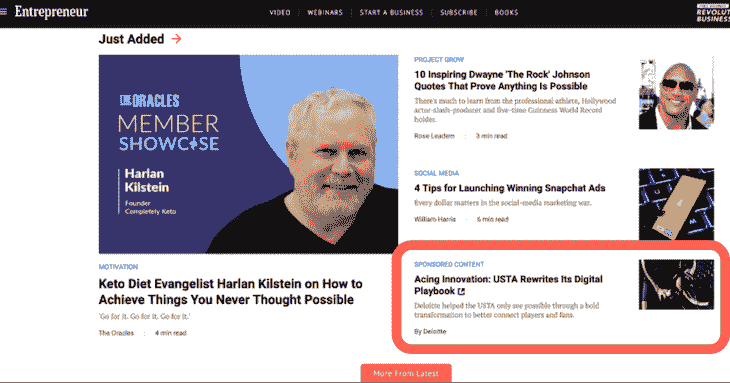 Entrepreneur
VIDEO
WEBINARS
START A BUSINESS
SUBSCRIBE
BOOKS
REVOLUT
BUSINES
Just Added →
THE ORACLES
MEMBER
SHOWCASE
Harlan
Kilstein
Founder
Completely Keto
MOTIVATION
Keto Diet Evangelist Harlan Kilstein on How to
Achieve Things You Never Thought Possible
'Go for it. Go for it. Go for it.'
The Oracles : 4 min read
PROJECT GROW
10 Inspiring Dwayne 'The Rock' Johnson
Quotes That Prove Anything Is Possible
There's much to learn from the professional athlete, Hollywood
actor-slash-producer and five-time Guinness World Record
holder.
Rose Leadem : 3 min read
SOCIAL MEDIA
4 Tips for Launching Winning Snapchat Ads
Every dollar matters in the social-media marketing war.
William Harris : 6 min read
SPONSORED CONTENT
Acing Innovation: USTA Rewrites Its Digital
Playbook
Deloitte helped the USTA only see possible through a bold
transformation to better connect players and fans.
By Deloitte
More From Latest